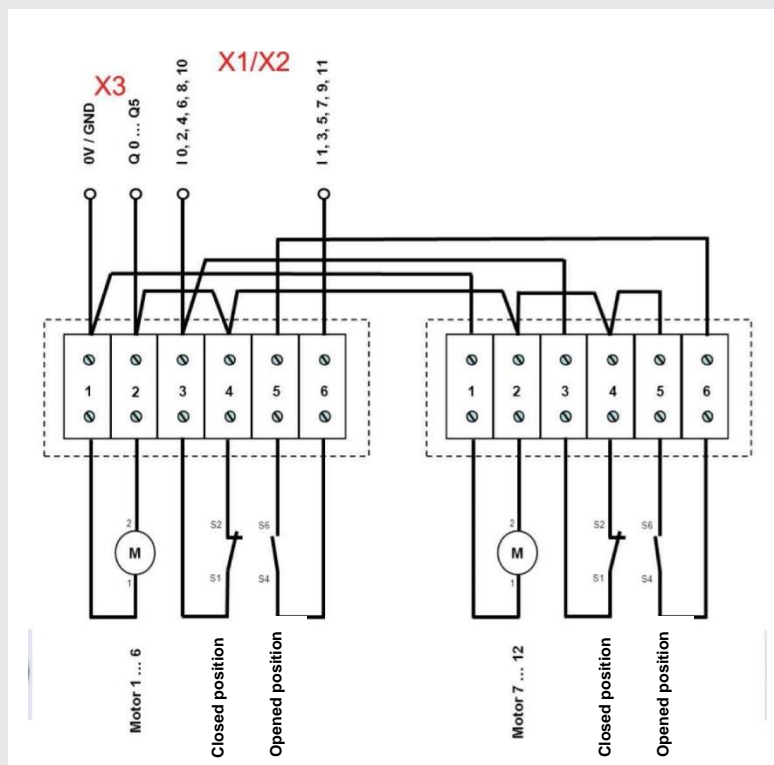 X3
X1/X2
0V / GND
Q 0 ... Q5
I 0, 2, 4, 6, 8, 10
I 1, 3, 5, 7, 9, 11
1 2 3 4 5 6
1 2 3 4 5 6
2
M
1
S2
S1
S6
S4
2
M
1
S2
S1
S6
S4
Motor 1 ... 6
Closed position
Opened position
Motor 7 ... 12
Closed position
Opened position